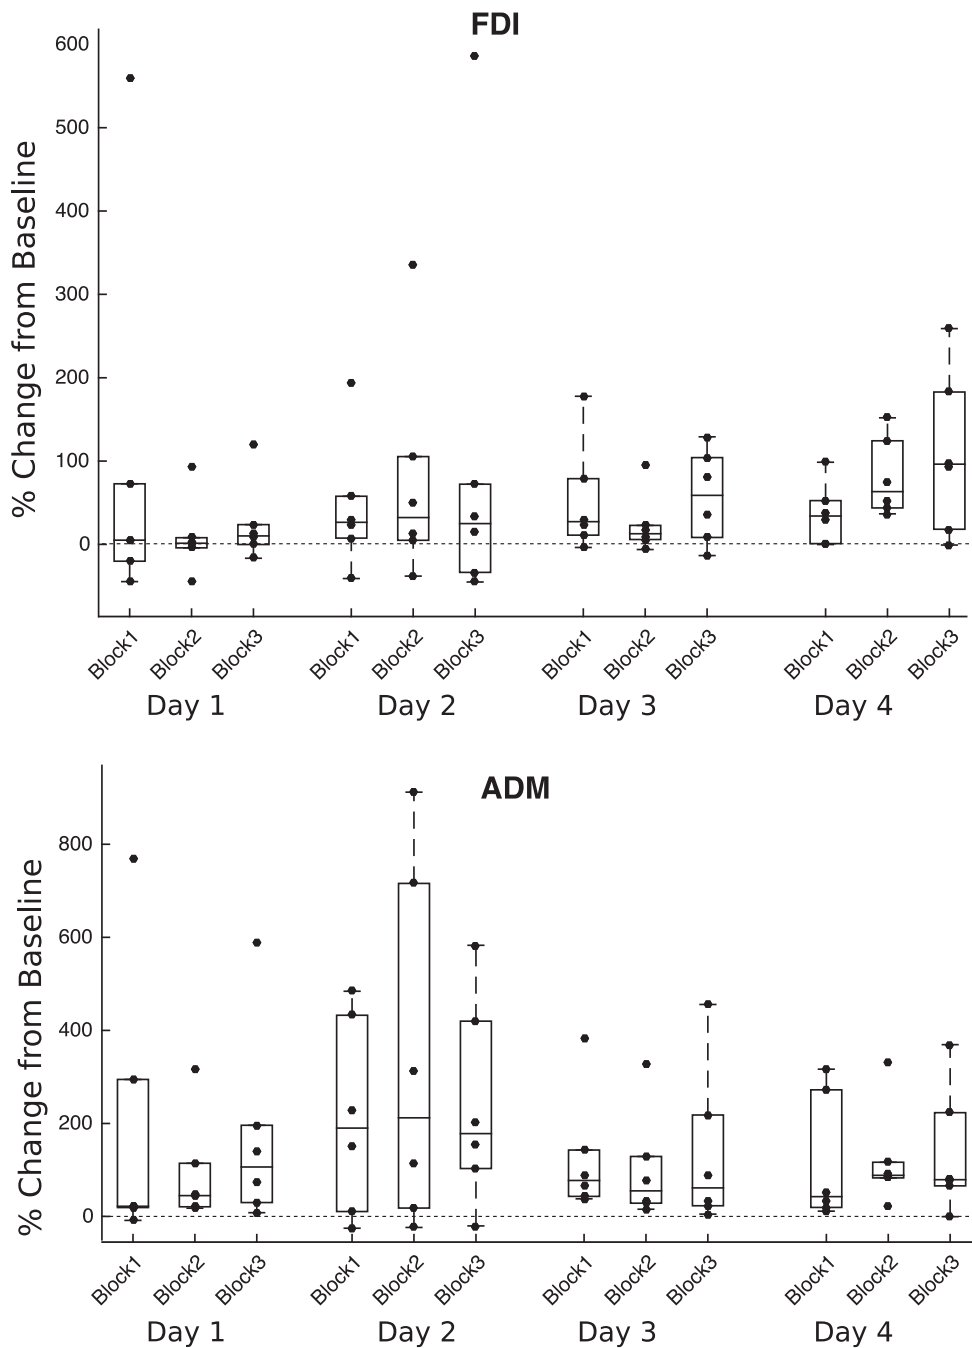 FDI
% Change from Baseline
600
500
400
300
200
100
0
Block1 Block2 Block3 Block1 Block2 Block3 Block1 Block2 Block3 Block1 Block2 Block3
Day 1 Day 2 Day 3 Day 4
ADM
% Change from Baseline
800
600
400
200
0
Block1 Block2 Block3 Block1 Block2 Block3 Block1 Block2 Block3 Block1 Block2 Block3
Day 1 Day 2 Day 3 Day 4